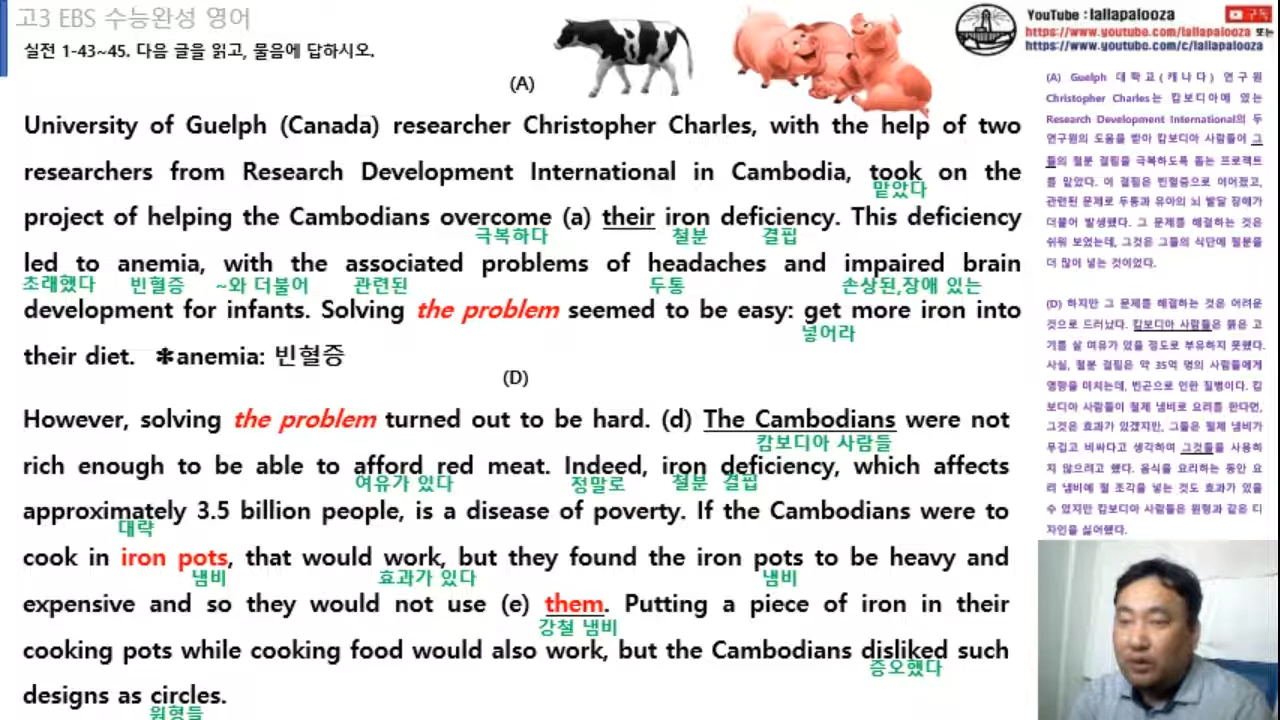 고3 EBS 수능완성 영어
실전 1-43~45. 다음 글을 읽고, 물음에 답하시오.
YouTube : lallapalooza
구독
https://www.youtube.com/lallapalooza 또는
https://www.youtube.com/c/lallapalooza
(A)
University of Guelph (Canada) researcher Christopher Charles, with the help of two
researchers from Research Development International in Cambodia, took on the
맡았다
project of helping the Cambodians overcome (a) their iron deficiency. This deficiency
극복하다 철분 결핍
led to anemia, with the associated problems of headaches and impaired brain
초래했다 빈혈증 ~와 더불어 관련된 두통 손상된,장애 있는
development for infants. Solving the problem seemed to be easy: get more iron into
넣어라
their diet. ✱anemia: 빈혈증
(D)
However, solving the problem turned out to be hard. (d) The Cambodians were not
캄보디아 사람들
rich enough to be able to afford red meat. Indeed, iron deficiency, which affects
여유가 있다 정말로 철분 결핍
approximately 3.5 billion people, is a disease of poverty. If the Cambodians were to
대략
cook in iron pots, that would work, but they found the iron pots to be heavy and
냄비 효과가 있다 냄비
expensive and so they would not use (e) them. Putting a piece of iron in their
강철 냄비
cooking pots while cooking food would also work, but the Cambodians disliked such
증오했다
designs as circles.
원형들
(A) Guelph 대학교(캐나다) 연구원
Christopher Charles는 캄보디아에 있는
Research Development International의 두
연구원의 도움을 받아 캄보디아 사람들이 그
들의 철분 결핍을 극복하도록 돕는 프로젝트
를 맡았다. 이 결핍은 빈혈증으로 이어졌고,
관련된 문제로 두통과 유아의 뇌 발달 장애가
더불어 발생했다. 그 문제를 해결하는 것은
쉬워 보였는데, 그것은 그들의 식단에 철분을
더 많이 넣는 것이었다.
(D) 하지만 그 문제를 해결하는 것은 어려운
것으로 드러났다. 캄보디아 사람들은 붉은 고
기를 살 여유가 있을 정도로 부유하지 못했다.
사실, 철분 결핍은 약 35억 명의 사람들에게
영향을 미치는데, 빈곤으로 인한 질병이다. 캄
보디아 사람들이 철제 냄비로 요리를 한다면,
그것은 효과가 있겠지만, 그들은 철제 냄비가
무겁고 비싸다고 생각하여 그것들을 사용하
지 않으려고 했다. 음식을 요리하는 동안 요
리 냄비에 철 조각을 넣는 것도 효과가 있을
수 있지만 캄보디아 사람들은 원형과 같은 디
자인을 싫어했다.